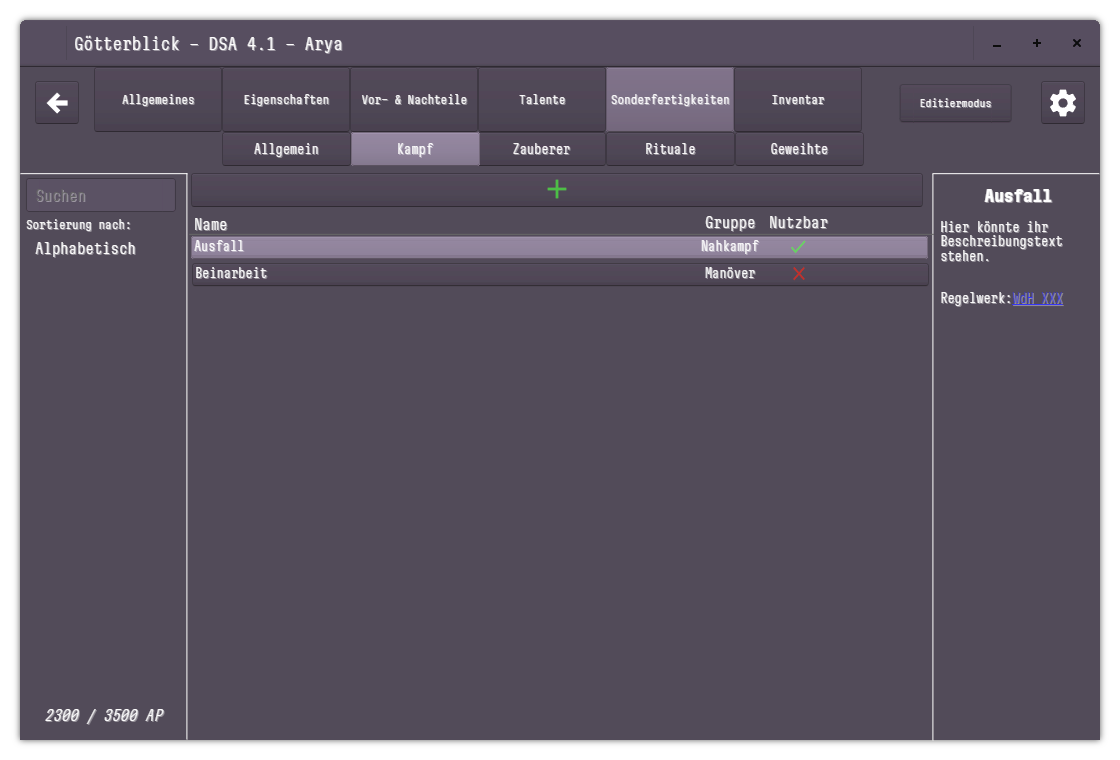 Götterblick - DSA 4.1 - Arya
Allgemeines Eigenschaften Vor- & Nachteile Talente Sonderfertigkeiten Inventar Editiermodus
Allgemein Kampf Zauberer Rituale Geweihte
Suchen
Sortierung nach:
Alphabetisch
2300 / 3500 AP
Name Gruppe Nutzbar
Ausfall Nahkampf
Beinarbeit Manöver
Ausfall
Hier könnte ihr
Beschreibungstext
stehen.
Regelwerk: WdH XXX